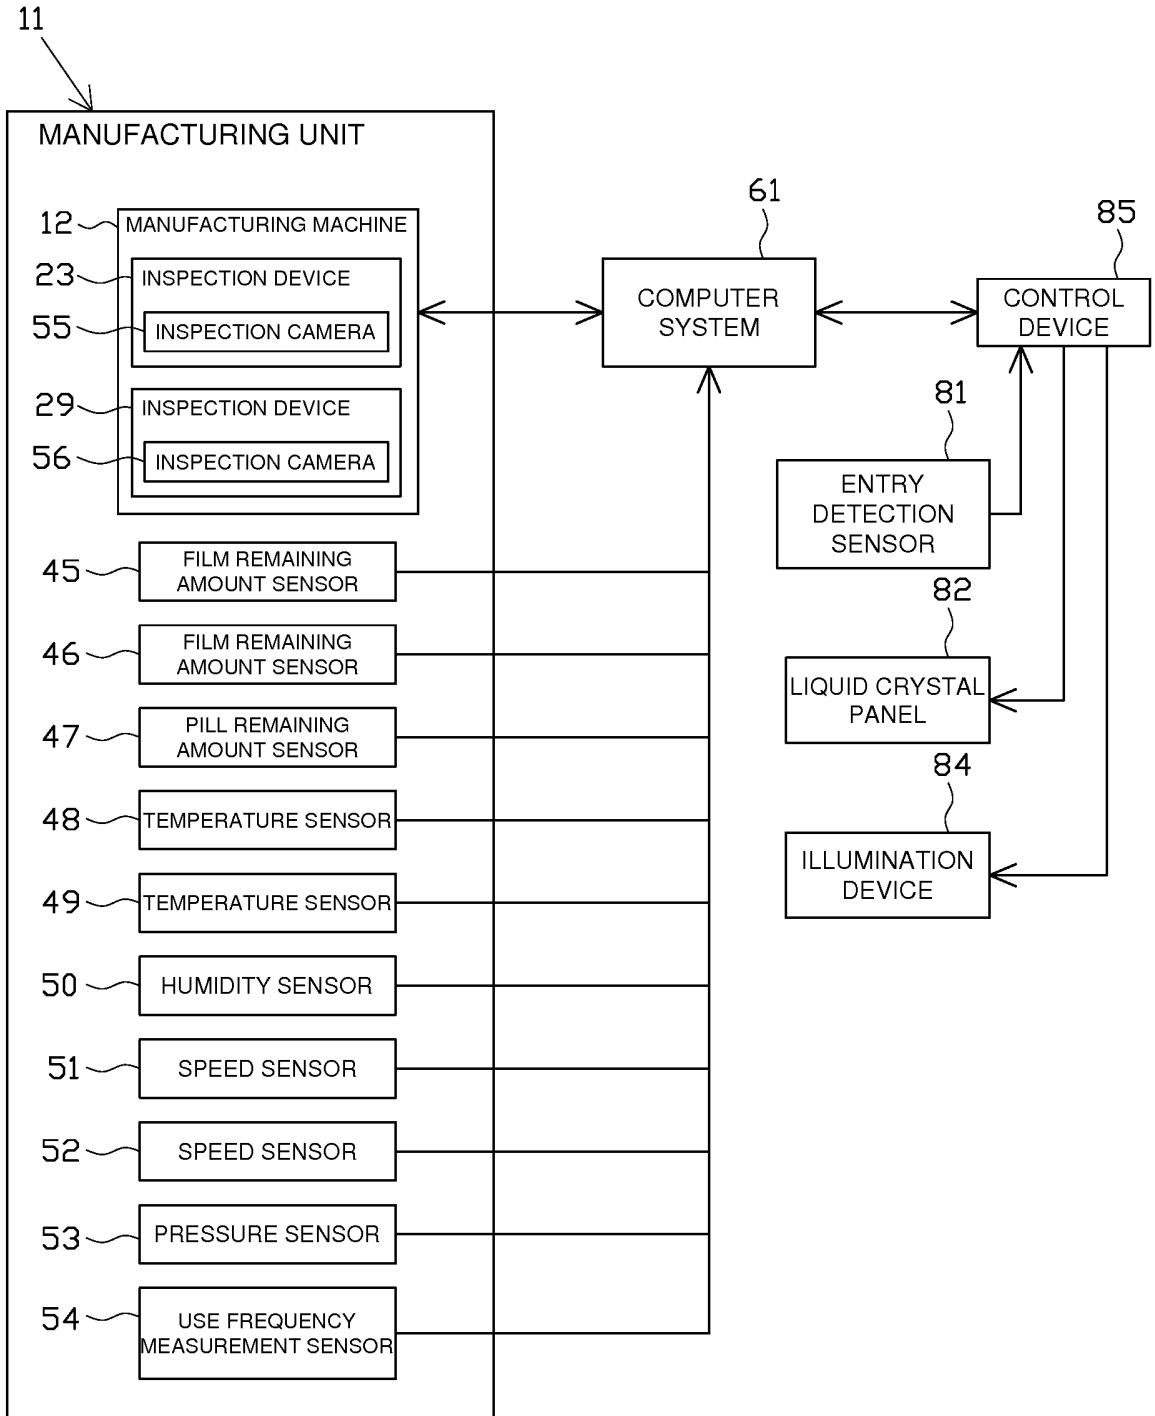 11
MANUFACTURING UNIT
12
MANUFACTURING MACHINE
23
INSPECTION DEVICE
55
INSPECTION CAMERA
29
INSPECTION DEVICE
56
INSPECTION CAMERA
45
FILM REMAINING
AMOUNT SENSOR
46
FILM REMAINING
AMOUNT SENSOR
47
PILL REMAINING
AMOUNT SENSOR
48
TEMPERATURE SENSOR
49
TEMPERATURE SENSOR
50
HUMIDITY SENSOR
51
SPEED SENSOR
52
SPEED SENSOR
53
PRESSURE SENSOR
54
USE FREQUENCY
MEASUREMENT SENSOR
61
COMPUTER
SYSTEM
85
CONTROL
DEVICE
81
ENTRY
DETECTION
SENSOR
82
LIQUID CRYSTAL
PANEL
84
ILLUMINATION
DEVICE